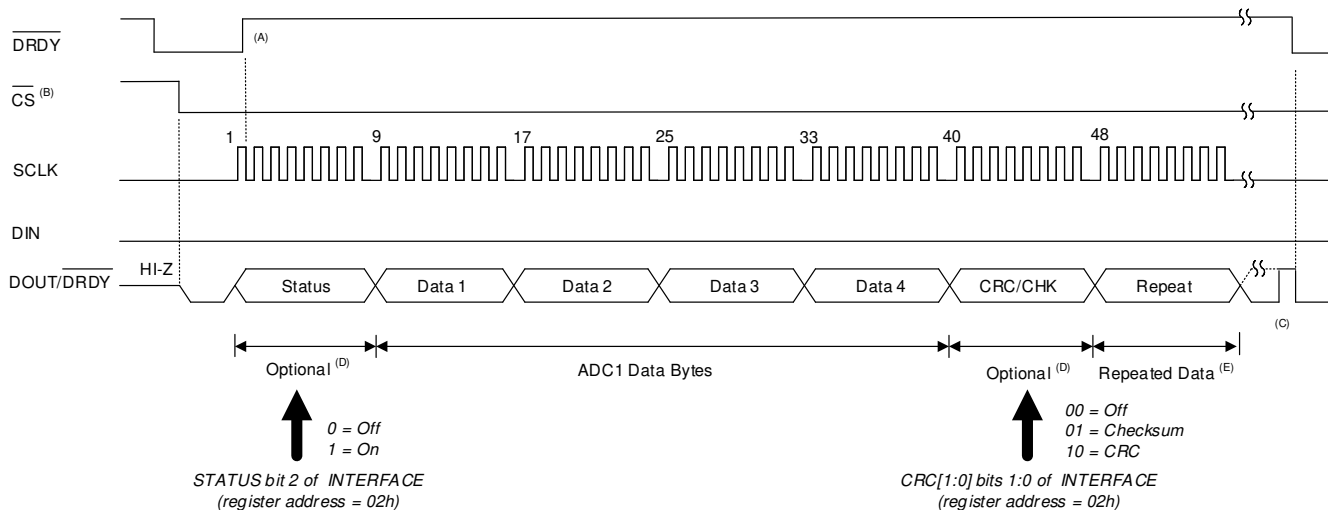 DRDY
(A)
CS (B)
1 9 17 25 33 40 48
SCLK
DIN
HI-Z
DOUT/DRDY
Status Data 1 Data 2 Data 3 Data 4 CRC/CHK Repeat
(C)
Optional (D) ADC1 Data Bytes Optional (D) Repeated Data (E)
0 = Off
1 = On
00 = Off
01 = Checksum
10 = CRC
STATUS bit 2 of INTERFACE
(register address = 02h)
CRC[1:0] bits 1:0 of INTERFACE
(register address = 02h)